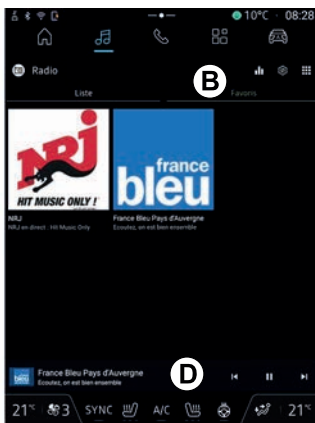 10°C 08:28
Radio
B
Liste Favoris
NRJ
HIT MUSIC ONLY !
france
bleu
NRJ France Bleu Pays d'Auvergne
NRJ en direct : Hit Music Only Ecoutez, on est bien ensemble
bleu France Bleu Pays d'Auvergne
Ecoutez, on est bien ensemble
D
21°C 3 SYNC A/C 21°C